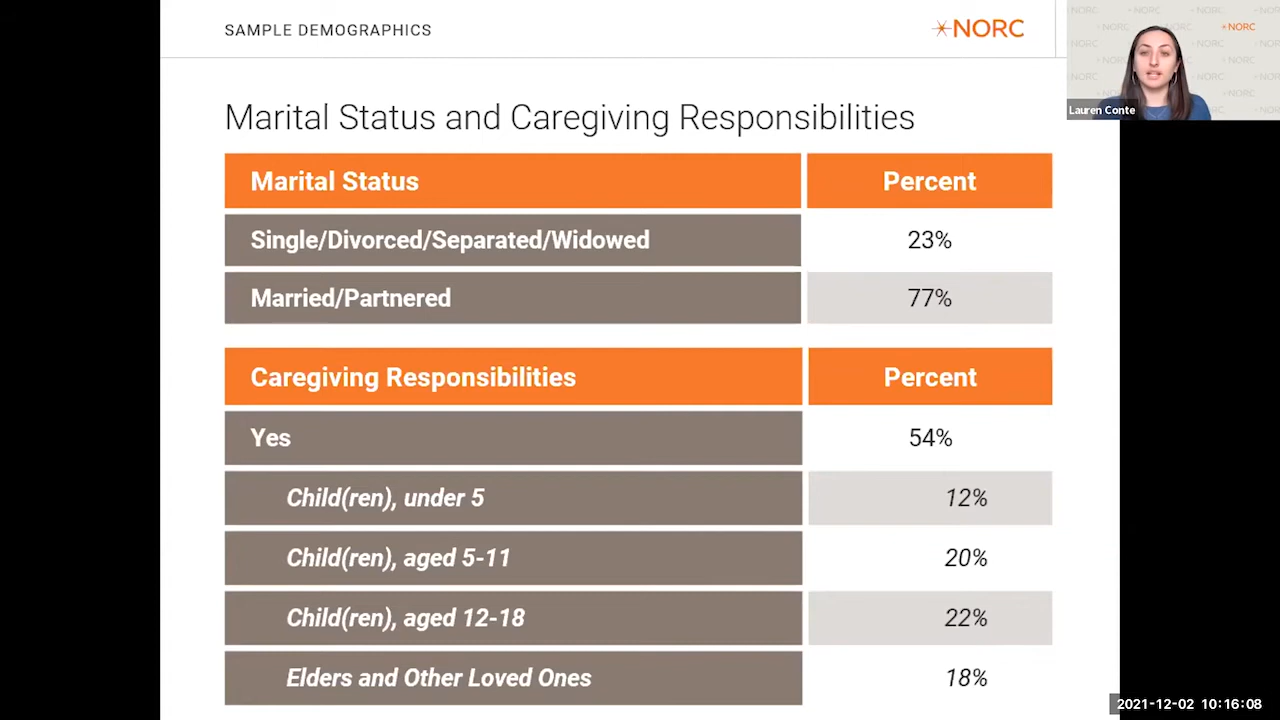 SAMPLE DEMOGRAPHICS
NORC
NORC
Lauren Conte
Marital Status and Caregiving Responsibilities
Marital Status Percent
Single/Divorced/Separated/Widowed 23%
Married/Partnered 77%
Caregiving Responsibilities Percent
Yes 54%
Child(ren), under 5 12%
Child(ren), aged 5-11 20%
Child(ren), aged 12-18 22%
Elders and Other Loved Ones 18%
2021-12-02 10:16:08